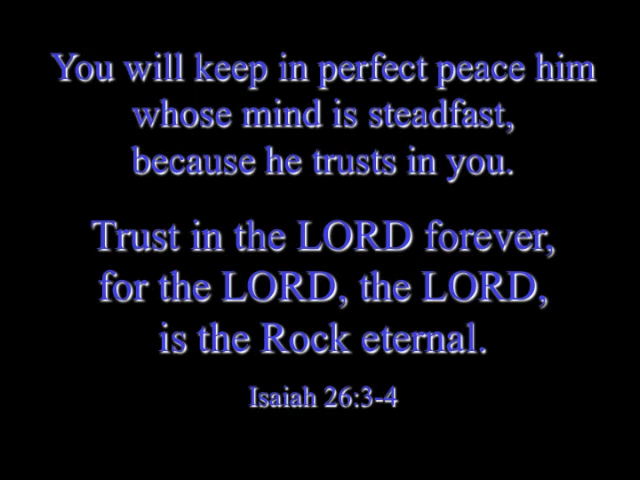 You will keep in perfect peace him
whose mind is steadfast,
because he trusts in you.
Trust in the LORD forever,
for the LORD, the LORD,
is the Rock eternal.
Isaiah 26:3-4